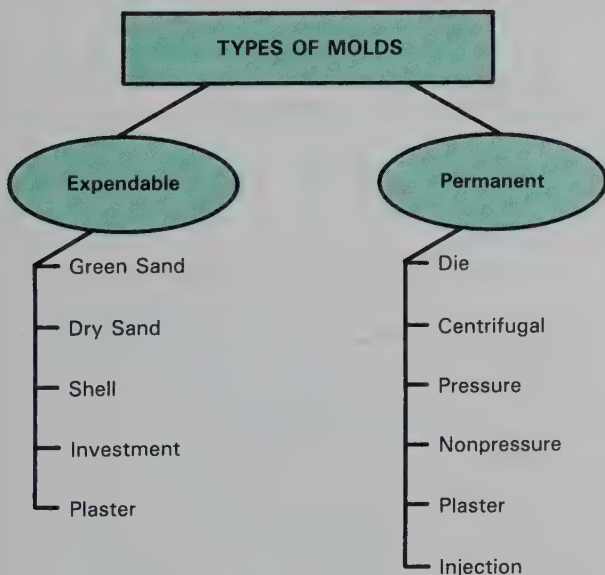 TYPES OF MOLDS
Expendable
Permanent
Green Sand
Dry Sand
Shell
Investment
Plaster
Die
Centrifugal
Pressure
Nonpressure
Plaster
Injection